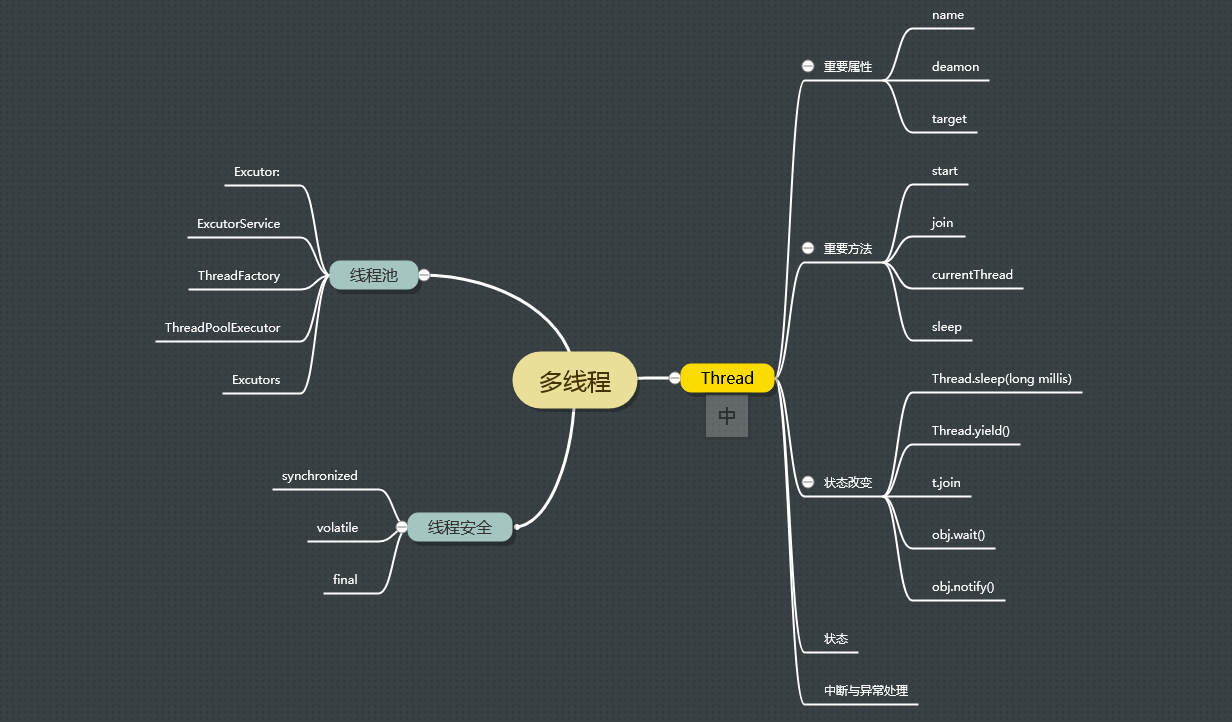 多线程
Thread
中
重要属性
name
deamon
target
重要方法
start
join
currentThread
sleep
状态改变
Thread.sleep(long millis)
Thread.yield()
t.join
obj.wait()
obj.notify()
状态
中断与异常处理
线程池
Excutor:
ExcutorService
ThreadFactory
ThreadPoolExecutor
Excutors
线程安全
synchronized
volatile
final